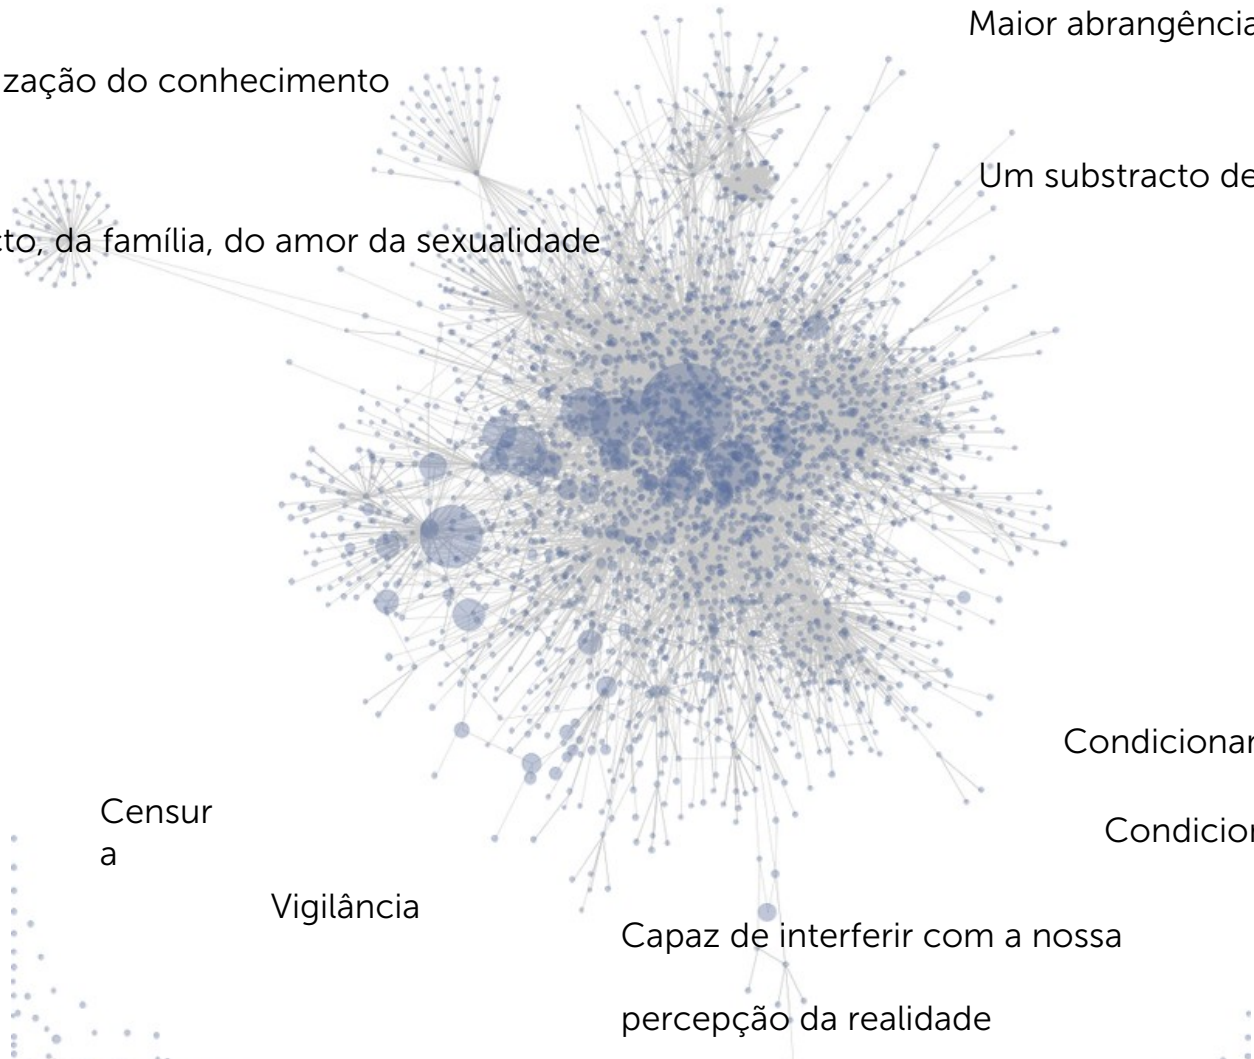 Maior abrangência
zação do conhecimento
Um substracto de
cto, da família, do amor da sexualidade
Condicionar
Censur
a
Condicion
Vigilância
Capaz de interferir com a nossa
percepção da realidade